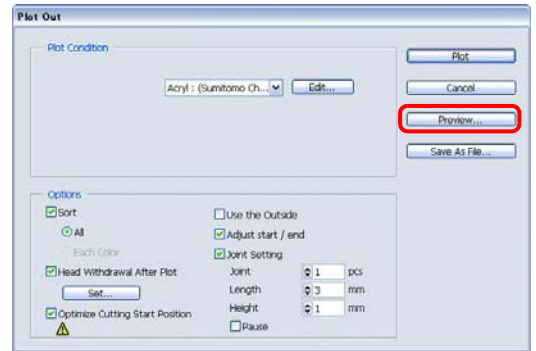 Plot Out
Plot Condition
Acryl : (Sumitomo Ch...
Edit...
Plot
Cancel
Preview...
Save As File...
Options
Sort
All
Each Color
Head Withdrawal After Plot
Set...
Optimize Cutting Start Position
Use the Outside
Adjust start / end
Joint Setting
Joint 1 pcs
Length 3 mm
Height 1 mm
Pause